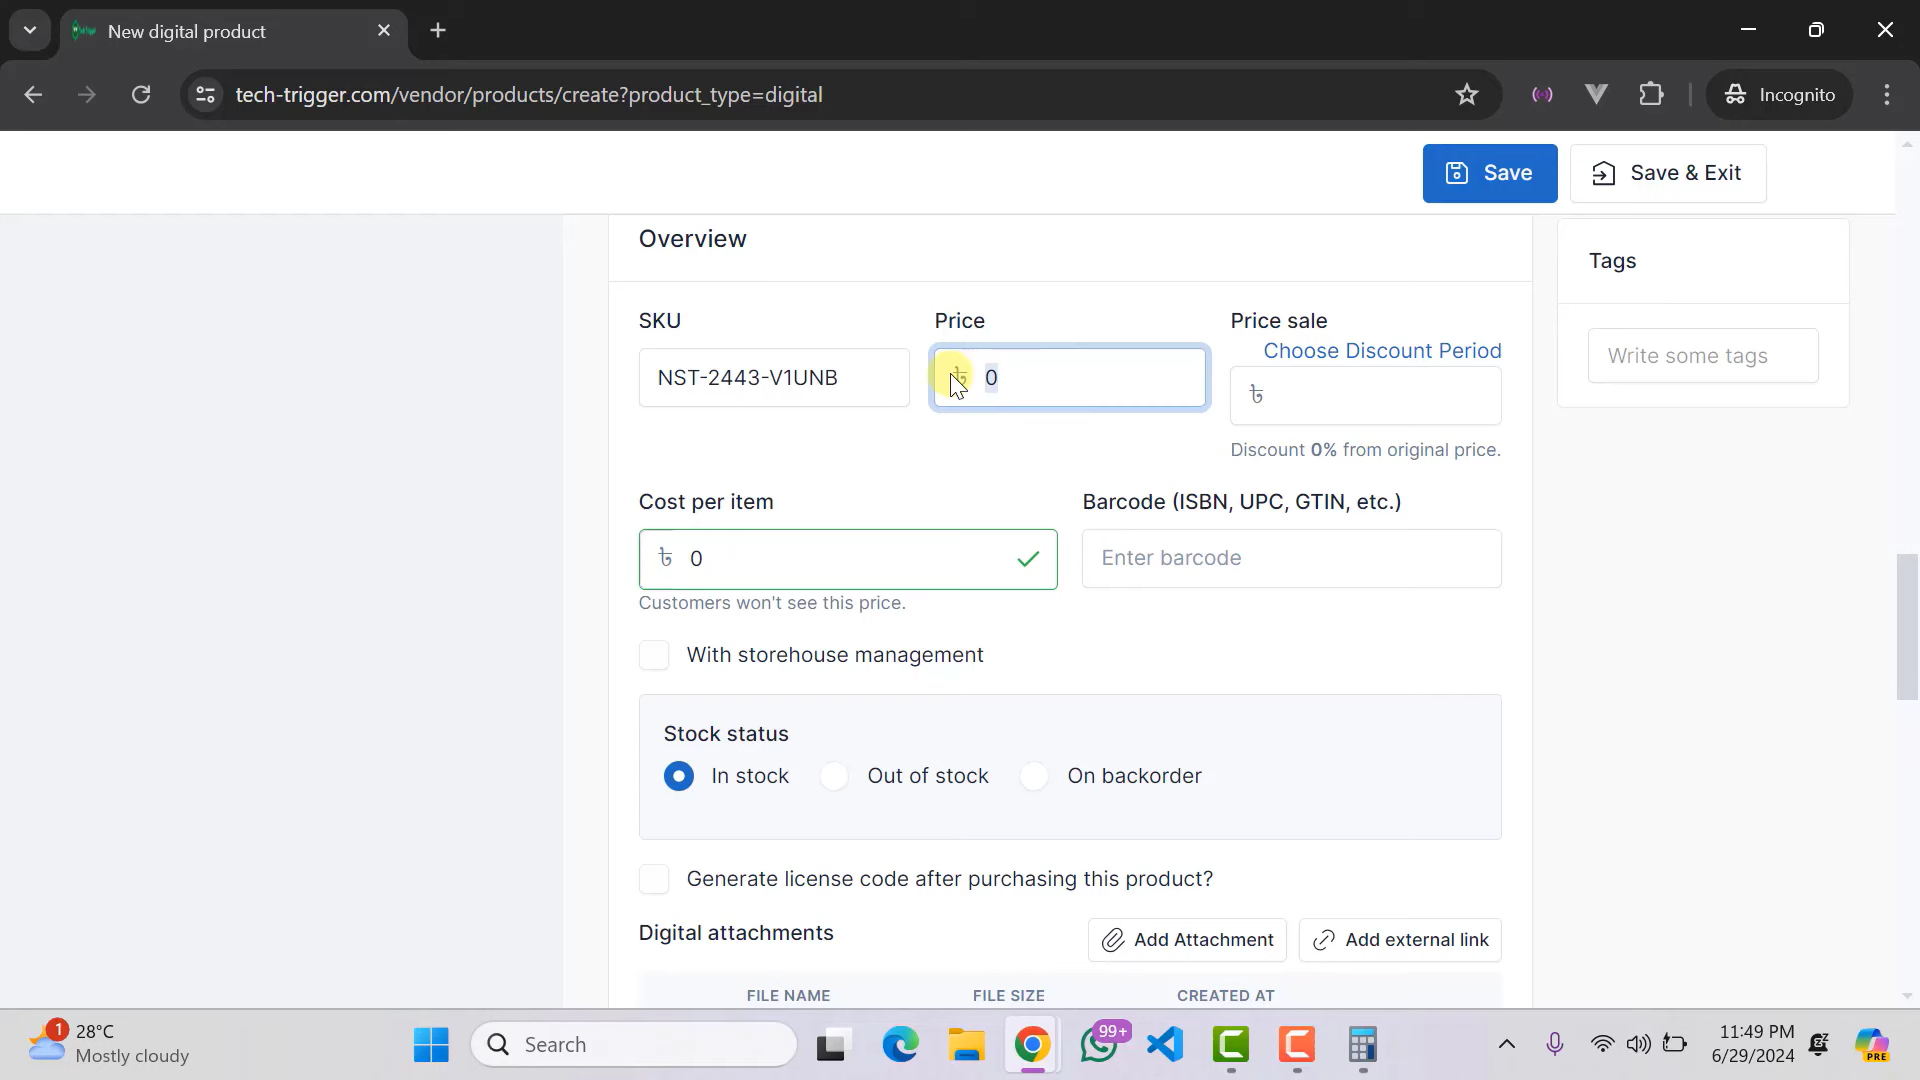 New digital product
tech-trigger.com/vendor/products/create?product_type=digital
Incognito
Save
Save & Exit
Overview
Tags
SKU
Price
Price sale
Choose Discount Period
Write some tags
NST-2443-V1UNB
৳ 0
৳
Discount 0% from original price.
Cost per item
Barcode (ISBN, UPC, GTIN, etc.)
৳ 0
Enter barcode
Customers won't see this price.
With storehouse management
Stock status
In stock
Out of stock
On backorder
Generate license code after purchasing this product?
Digital attachments
Add Attachment
Add external link
FILE NAME
FILE SIZE
CREATED AT
1
28°C
Mostly cloudy
Search
99+
11:49 PM
6/29/2024
PRE